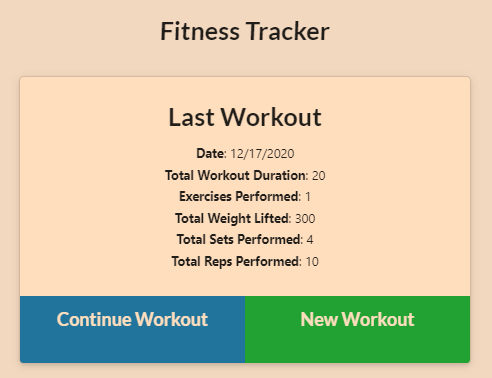 Fitness Tracker
Last Workout
Date: 12/17/2020
Total Workout Duration: 20
Exercises Performed: 1
Total Weight Lifted: 300
Total Sets Performed: 4
Total Reps Performed: 10
Continue Workout
New Workout